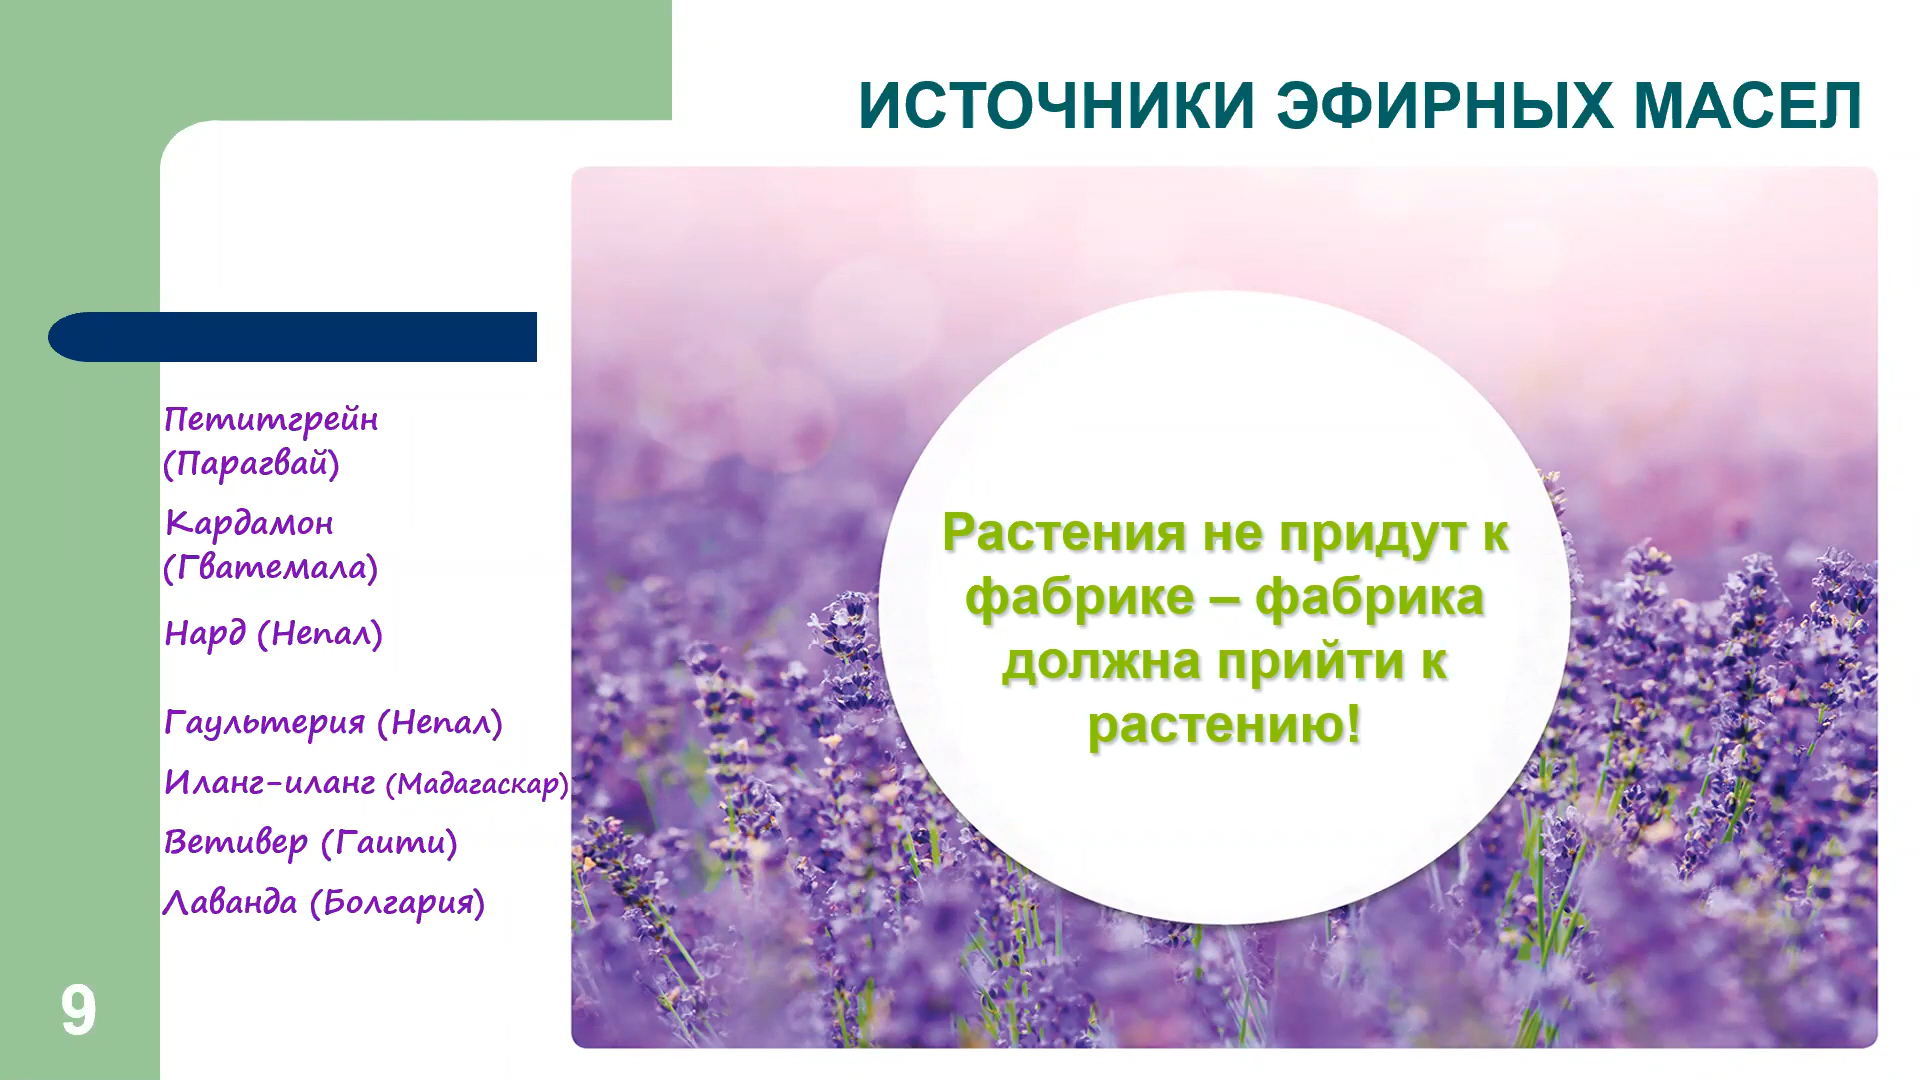 ИСТОЧНИКИ ЭФИРНЫХ МАСЕЛ
Петитгрейн
(Парагвай)
Кардамон
(Гватемала)
Нард (Непал)
Гаультерия (Непал)
Иланг-иланг (Мадагаскар)
Ветивер (Гаити)
Лаванда (Болгария)
Растения не придут к
фабрике – фабрика
должна прийти к
растению!
9